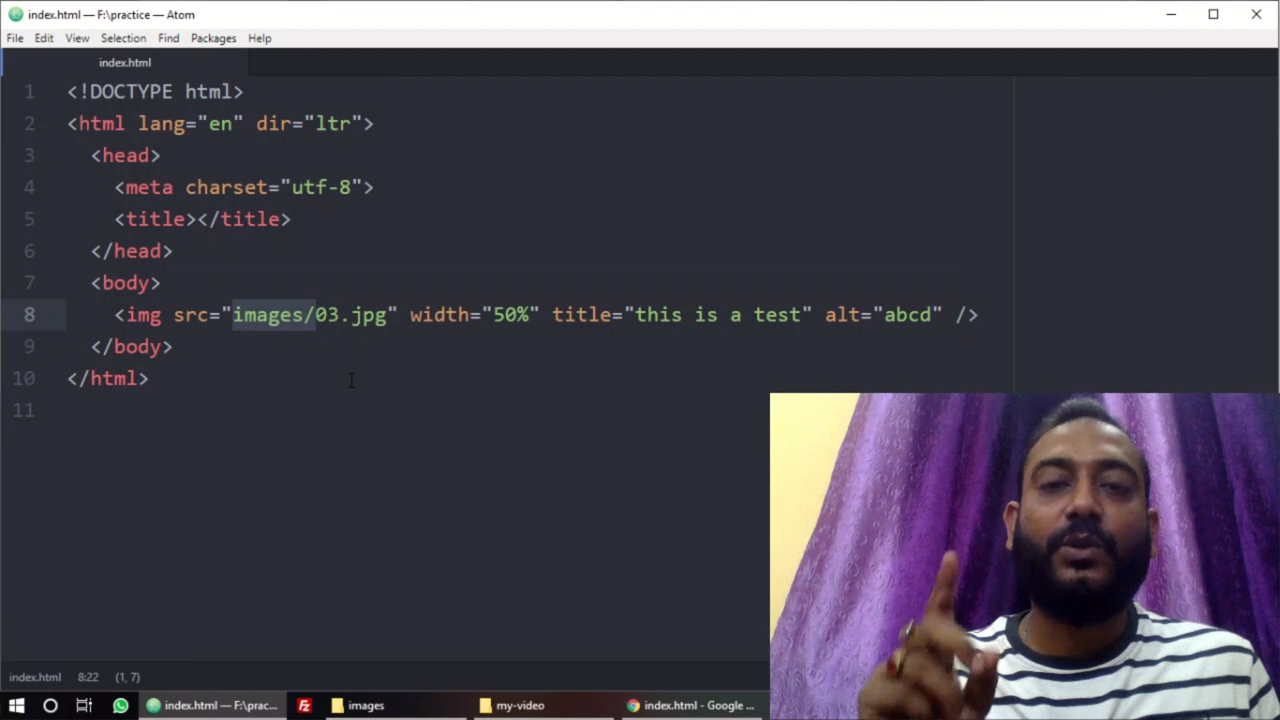 index.html — F:\practice — Atom
File Edit View Selection Find Packages Help
index.html
1 <!DOCTYPE html>
2 <html lang="en" dir="ltr">
3 <head>
4 <meta charset="utf-8">
5 <title></title>
6 </head>
7 <body>
8 <img src="images/03.jpg" width="50%" title="this is a test" alt="abcd" />
9 </body>
10 </html>
11
index.html 8:22 (1, 7)
index.html — F:\prac... Fz images my-video index.html - Google ...